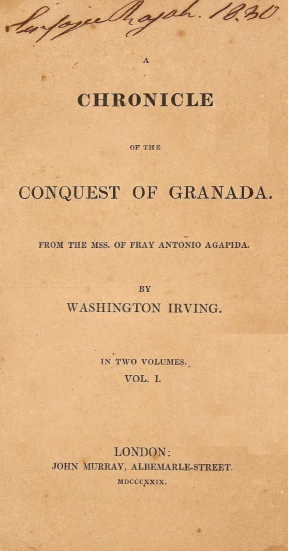 Serfojee Rajah. 1830
A
CHRONICLE
OF THE
CONQUEST OF GRANADA.
FROM THE MSS. OF FRAY ANTONIO AGAPIDA.
BY
WASHINGTON IRVING.
IN TWO VOLUMES.
VOL. I.
LONDON:
JOHN MURRAY, ALBEMARLE-STREET.
MDCCCXXIX.